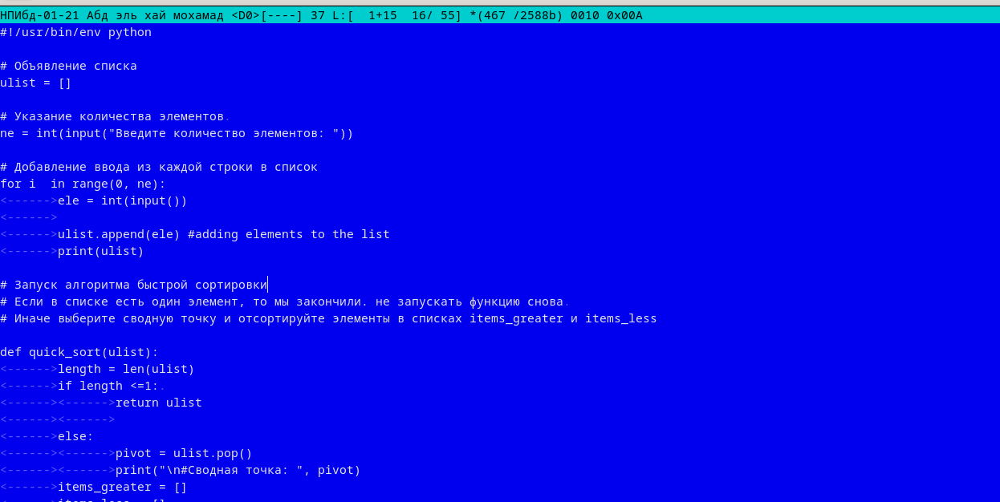 НПИбд-01-21 Абд эль хай мохамад <D0>[----] 37 L:[  1+15  16/ 55] *(467 /2588b) 0010 0x00A
#!/usr/bin/env python
# Объявление списка
ulist = []
# Указание количества элементов.
ne = int(input("Введите количество элементов: "))
# Добавление ввода из каждой строки в список
for i  in range(0, ne):
<------>ele = int(input())
<------>
<------>ulist.append(ele) #adding elements to the list
<------>print(ulist)
# Запуск алгоритма быстрой сортировки
# Если в списке есть один элемент, то мы закончили. не запускать функцию снова.
# Иначе выберите сводную точку и отсортируйте элементы в списках items_greater и items_less
def quick_sort(ulist):
<------>length = len(ulist)
<------>if length <=1:.
<------><------>return ulist
<------><------>
<------>else:
<------><------>pivot = ulist.pop()
<------><------>print("\n#Сводная точка: ", pivot)
<------>items_greater = []
<------>items_less = []